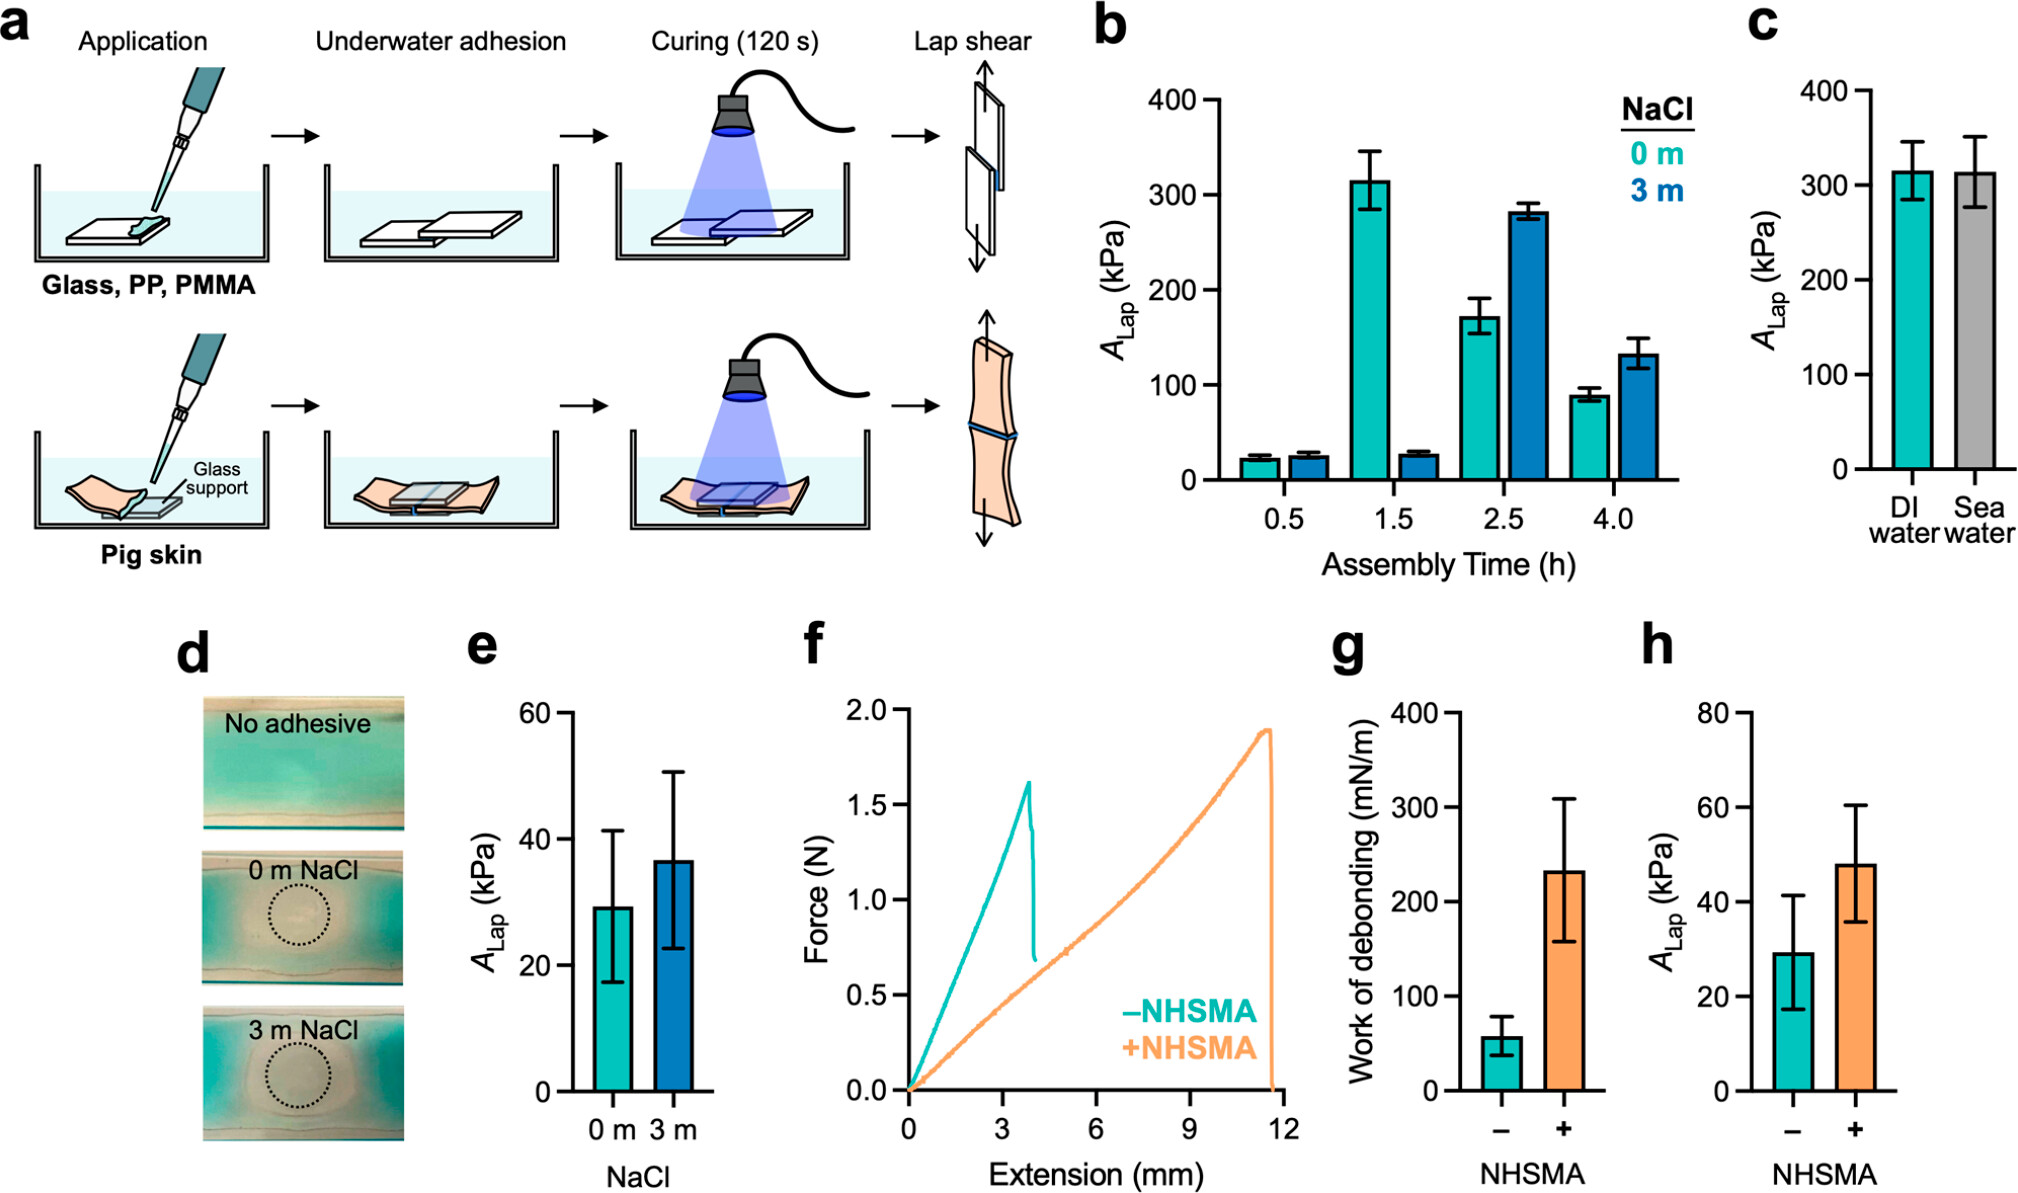 a
Application
Underwater adhesion
Curing (120 s)
Lap shear
Glass, PP, PMMA
Glass
support
Pig skin
b
400
300
200
100
0
A_Lap (kPa)
NaCl
0 m
3 m
0.5 1.5 2.5 4.0
Assembly Time (h)
c
400
300
200
100
0
A_Lap (kPa)
DI
water
Sea
water
d
No adhesive
0 m NaCl
3 m NaCl
e
60
40
20
0
A_Lap (kPa)
0 m 3 m
NaCl
f
2.0
1.5
1.0
0.5
0.0
Force (N)
–NHSMA
+NHSMA
0 3 6 9 12
Extension (mm)
g
400
300
200
100
0
Work of debonding (mN/m)
– +
NHSMA
h
80
60
40
20
0
A_Lap (kPa)
– +
NHSMA